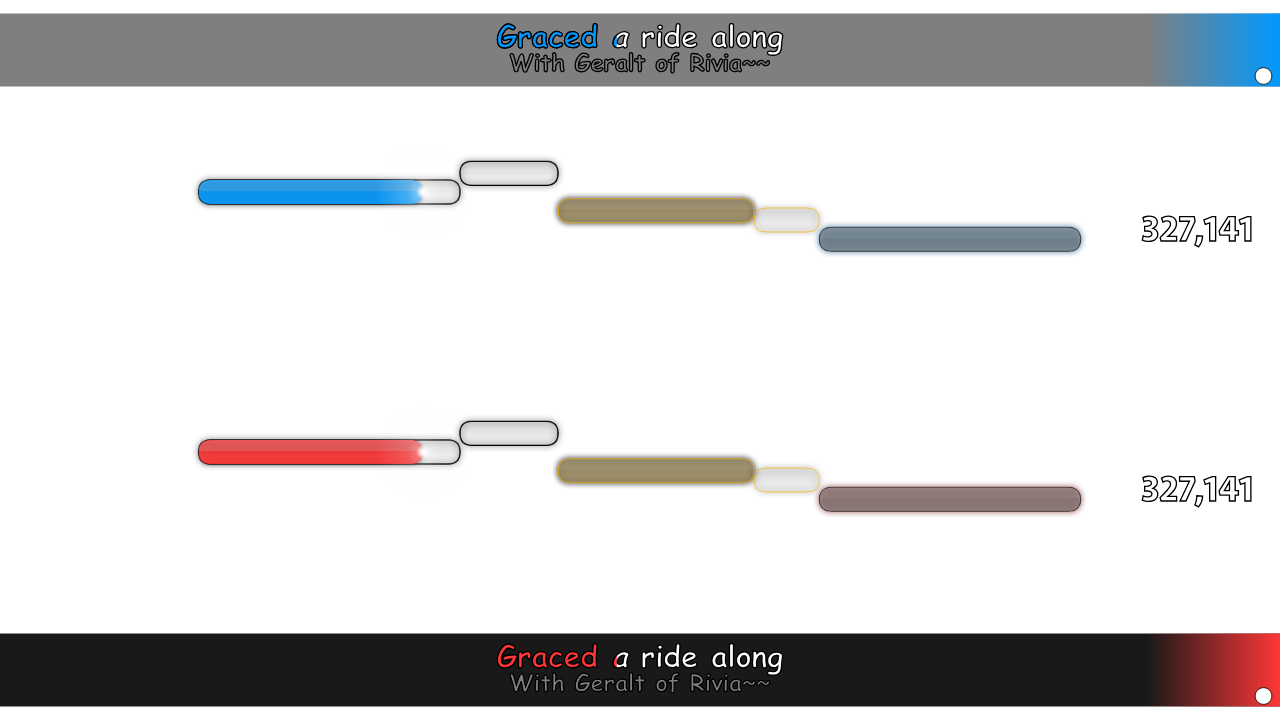 Graced a ride along
With Geralt of Rivia~~
327,141
327,141
Graced a ride along
With Geralt of Rivia~~